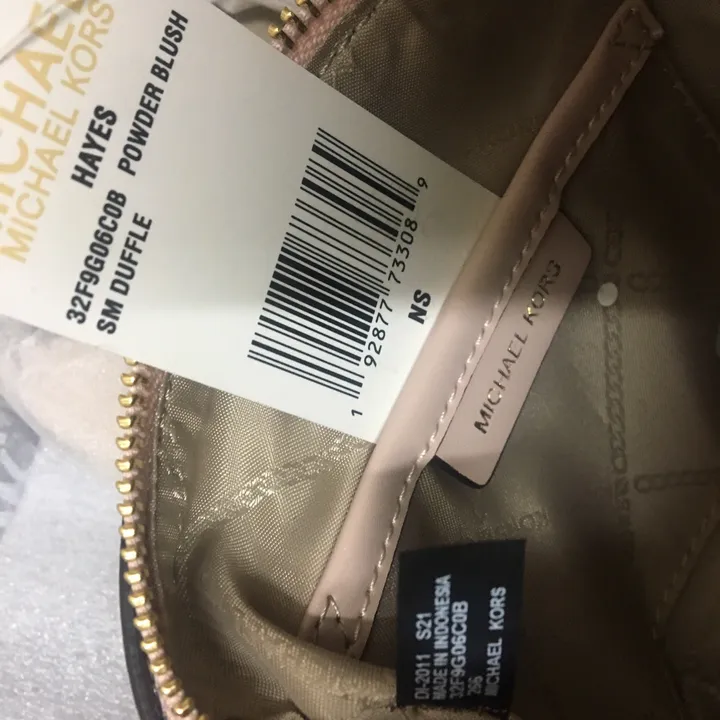 MICHAEL
MICHAEL KORS
HAYES
32F9G06C0B POWDER BLUSH
SM DUFFLE
1 92877 73308 9
NS
MICHAEL KORS
DI-2011 S21
MADE IN INDONESIA
32F9G06C0B
266
MICHAEL KORS